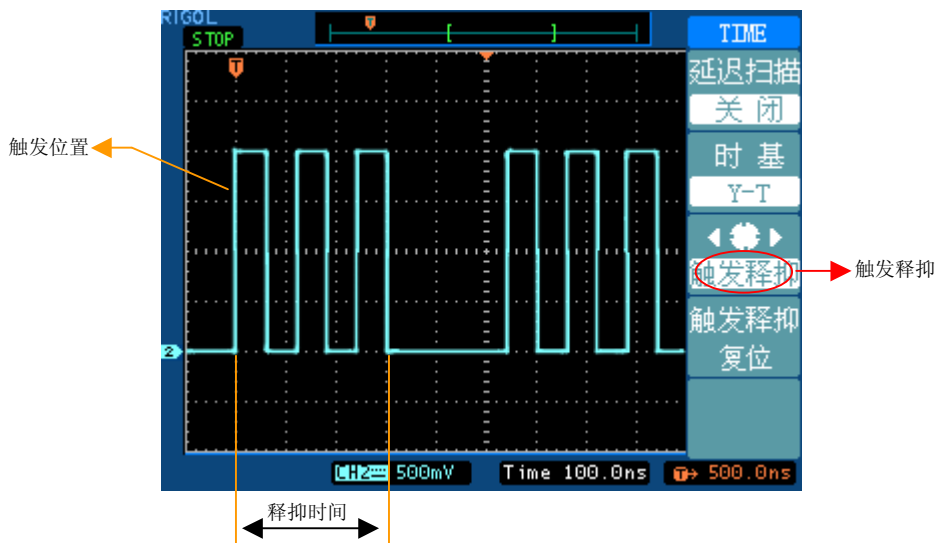 RIGOL
STOP
T
TIME
延迟扫描
关闭
时基
Y-T
触发释抑
触发释抑
复位
T
触发位置
触发释抑
2
CH2 500mV Time 100.0ns T→ 500.0ns
释抑时间